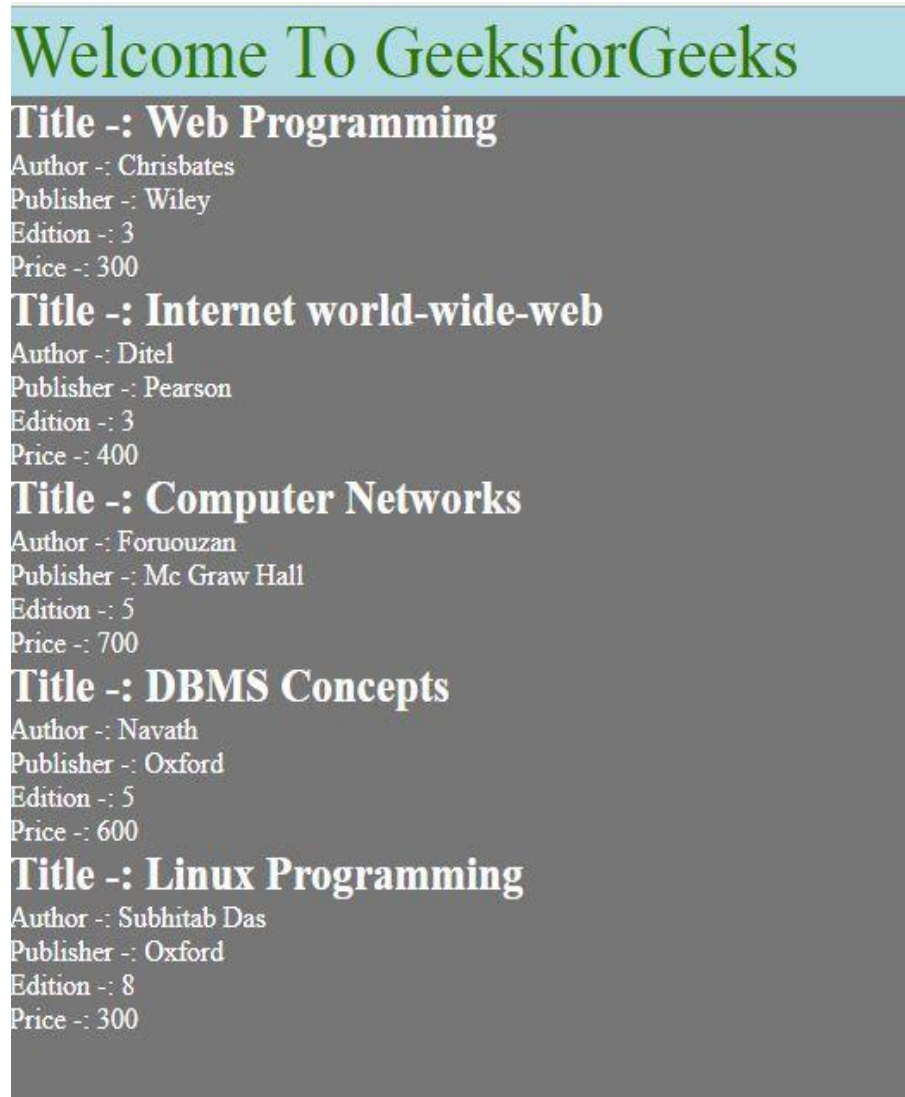 Welcome To GeeksforGeeks
Title -: Web Programming
Author -: Chrisbates
Publisher -: Wiley
Edition -: 3
Price -: 300
Title -: Internet world-wide-web
Author -: Ditel
Publisher -: Pearson
Edition -: 3
Price -: 400
Title -: Computer Networks
Author -: Foruouzan
Publisher -: Mc Graw Hall
Edition -: 5
Price -: 700
Title -: DBMS Concepts
Author -: Navath
Publisher -: Oxford
Edition -: 5
Price -: 600
Title -: Linux Programming
Author -: Subhitab Das
Publisher -: Oxford
Edition -: 8
Price -: 300